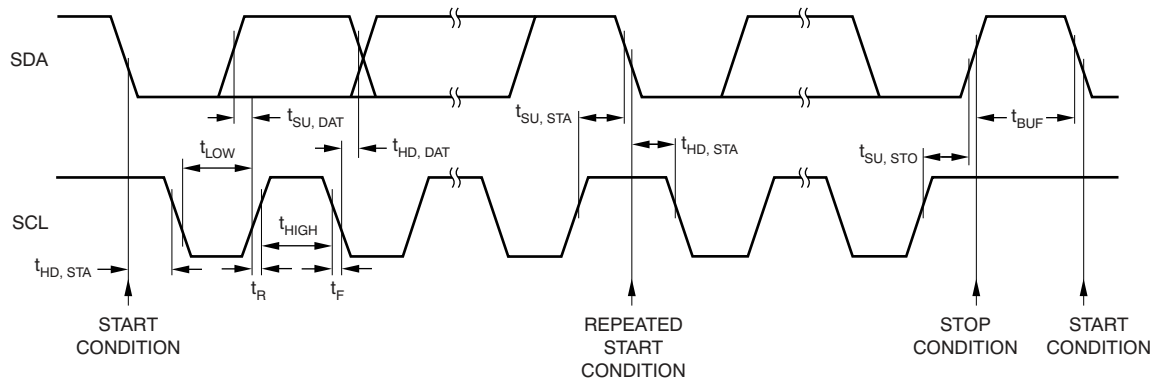 SDA
tSU, DAT
tSU, STA
tBUF
tLOW
tHD, DAT
tHD, STA
tSU, STO
SCL
tHIGH
tHD, STA
tR
tF
START
CONDITION
REPEATED
START
CONDITION
STOP
CONDITION
START
CONDITION